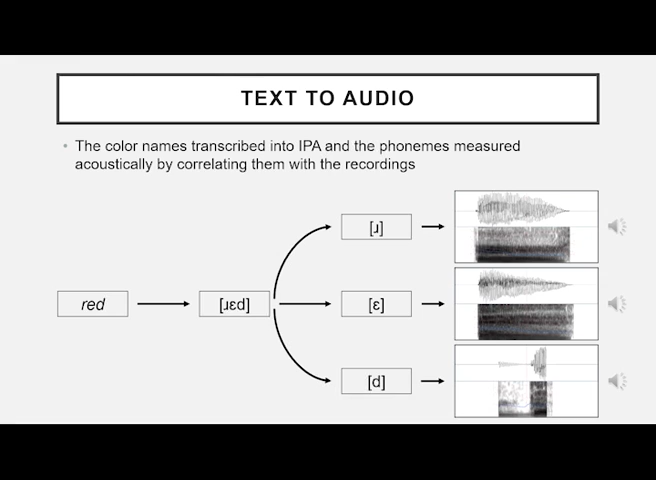 TEXT TO AUDIO
• The color names transcribed into IPA and the phonemes measured
acoustically by correlating them with the recordings
[ɹ]
red
[ɹɛd]
[ɛ]
[d]